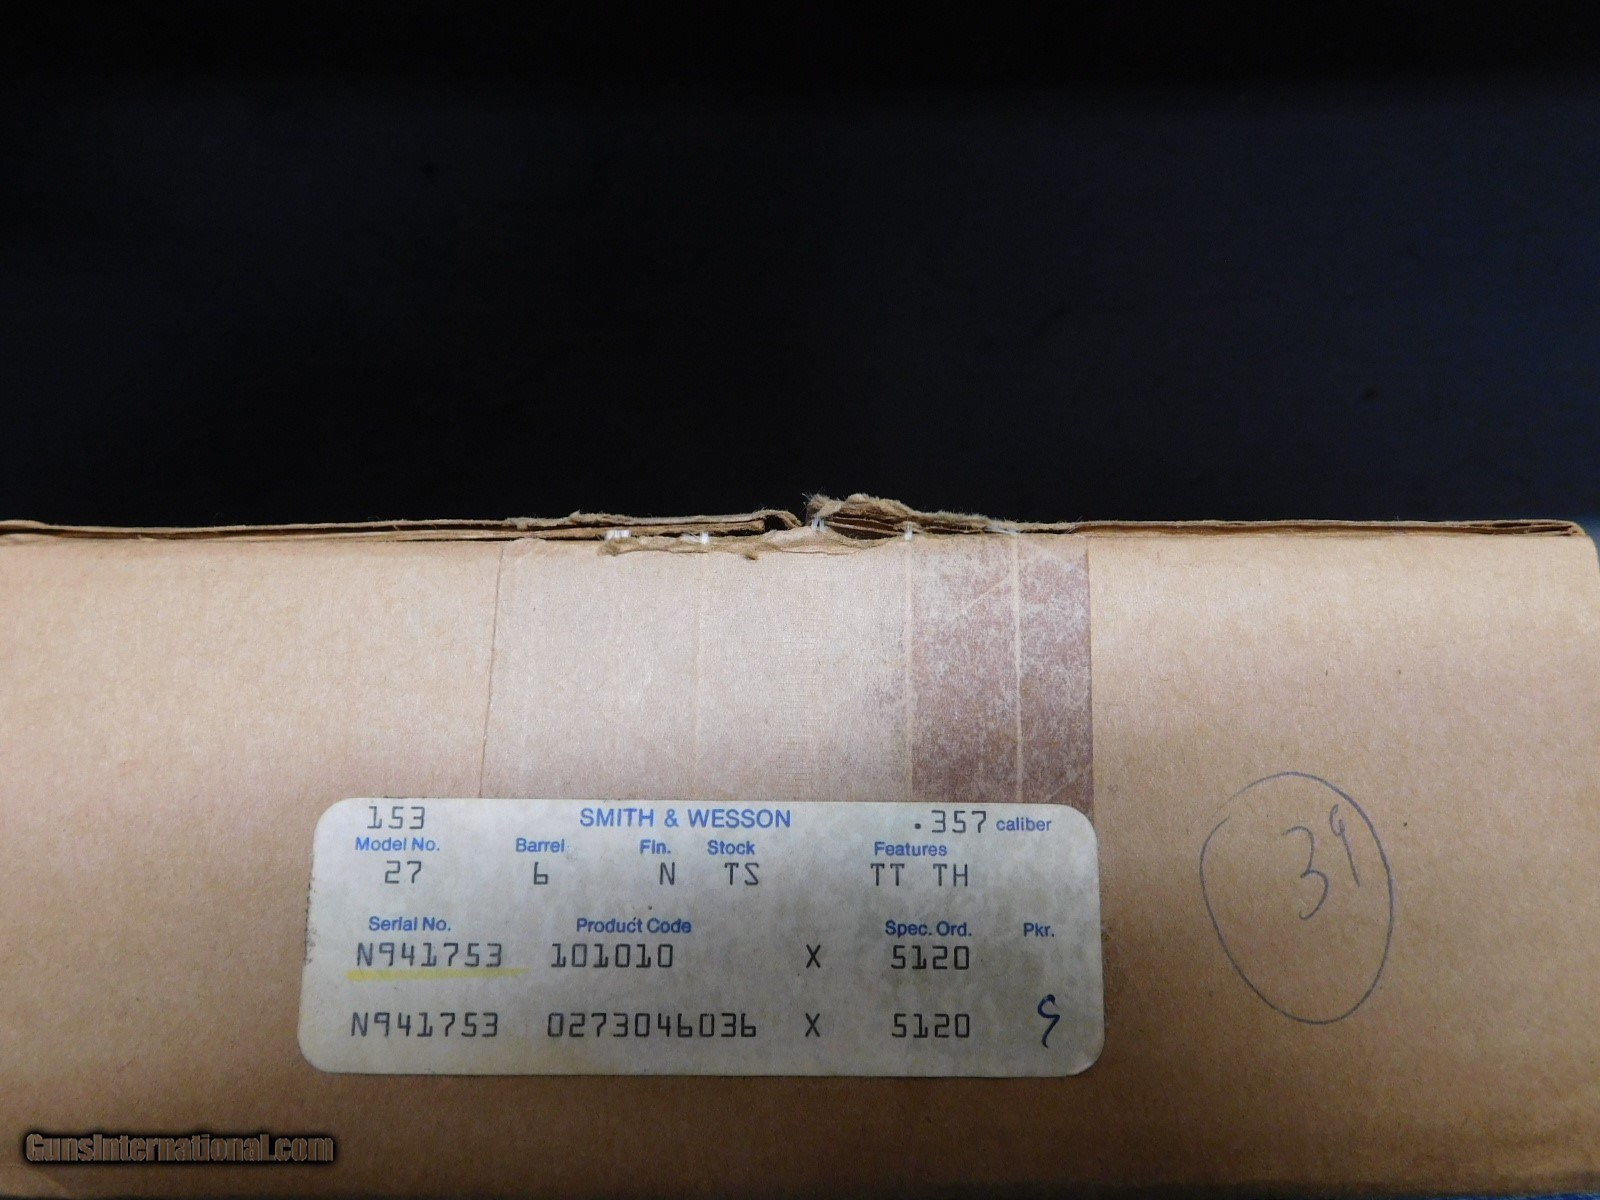 153 SMITH & WESSON .357 caliber
Model No. Barrel Fin. Stock Features
27 6 N TS TT TH
Serial No. Product Code Spec. Ord. Pkr.
N941753 101010 X 5120
N941753 0273046036 X 5120 9
39
GunsInternational.com